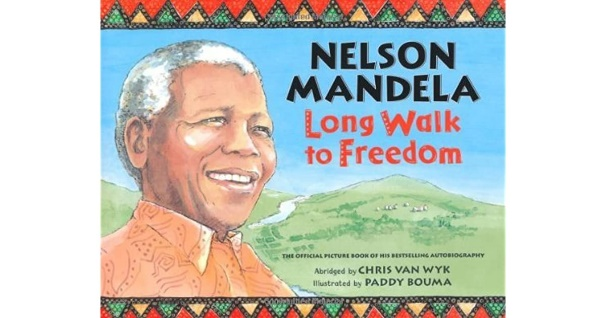 NELSON
MANDELA
Long Walk
to Freedom
THE OFFICIAL PICTURE BOOK OF HIS BESTSELLING AUTOBIOGRAPHY
Abridged by CHRIS VAN WYK
Illustrated by PADDY BOUMA